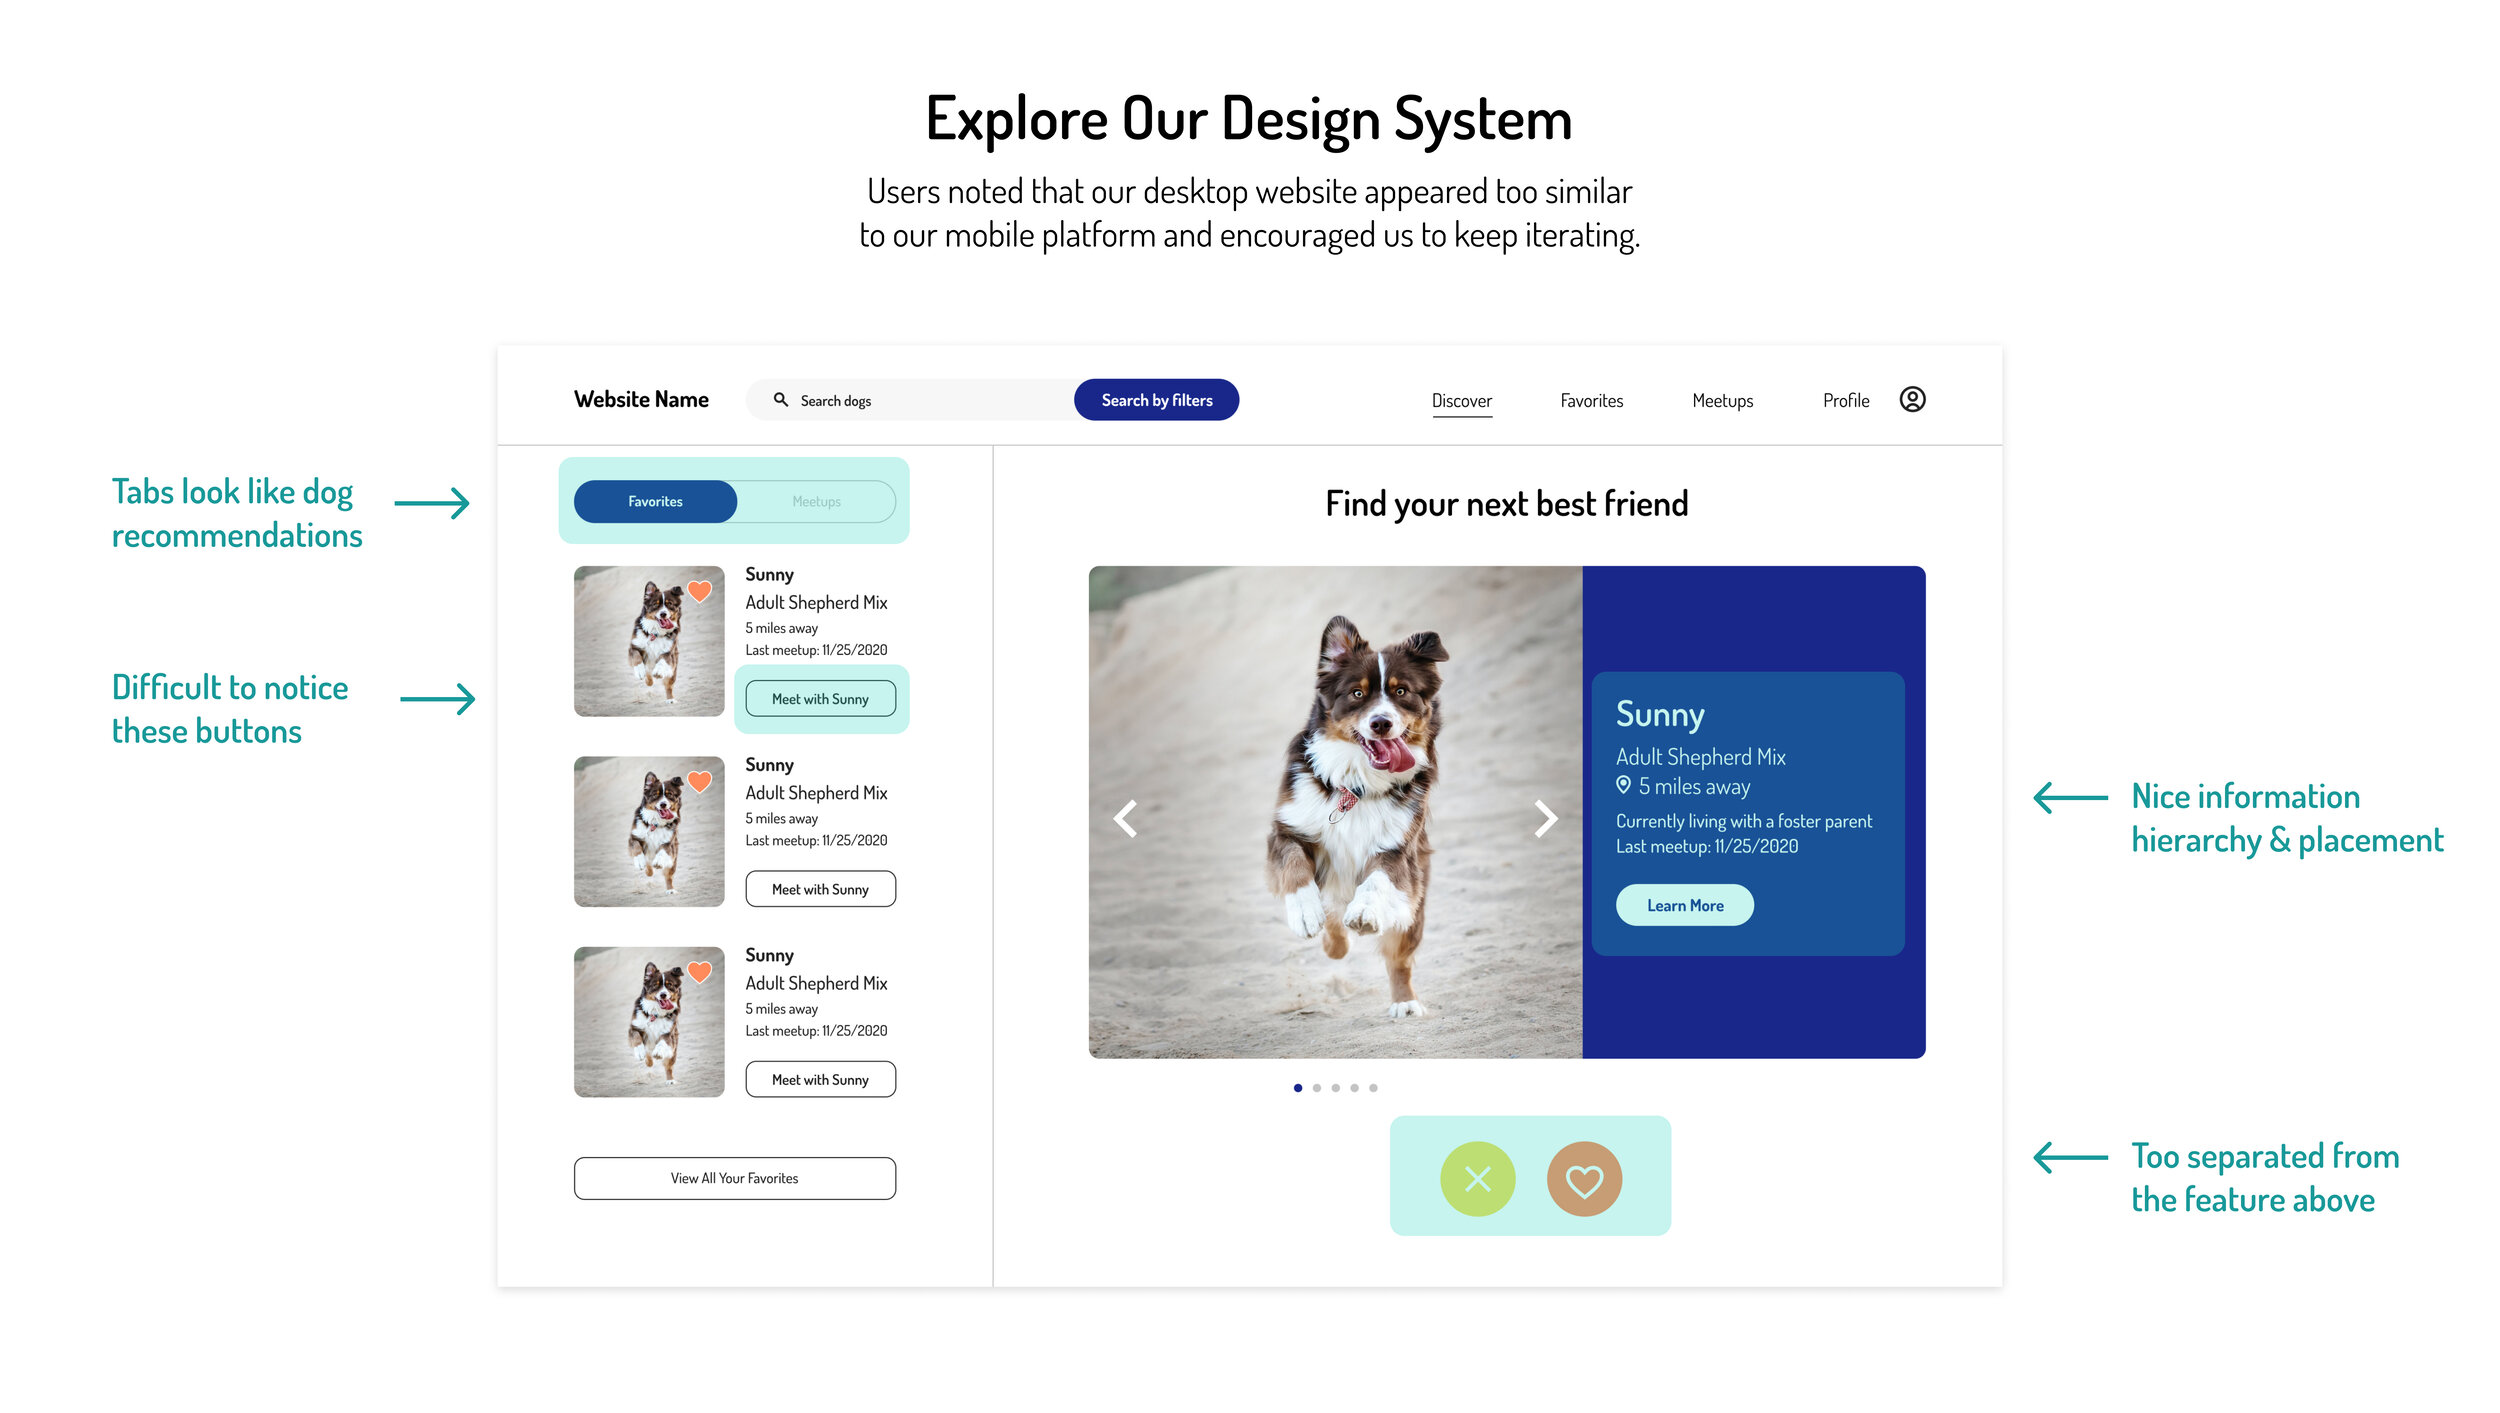 Explore Our Design System
Users noted that our desktop website appeared too similar
to our mobile platform and encouraged us to keep iterating.
Website Name
Search dogs
Search by filters
Discover
Favorites
Meetups
Profile
Tabs look like dog
recommendations
Difficult to notice
these buttons
Favorites
Meetups
Sunny
Adult Shepherd Mix
5 miles away
Last meetup: 11/25/2020
Meet with Sunny
Sunny
Adult Shepherd Mix
5 miles away
Last meetup: 11/25/2020
Meet with Sunny
Sunny
Adult Shepherd Mix
5 miles away
Last meetup: 11/25/2020
Meet with Sunny
View All Your Favorites
Find your next best friend
Sunny
Adult Shepherd Mix
5 miles away
Currently living with a foster parent
Last meetup: 11/25/2020
Learn More
Nice information
hierarchy & placement
Too separated from
the feature above